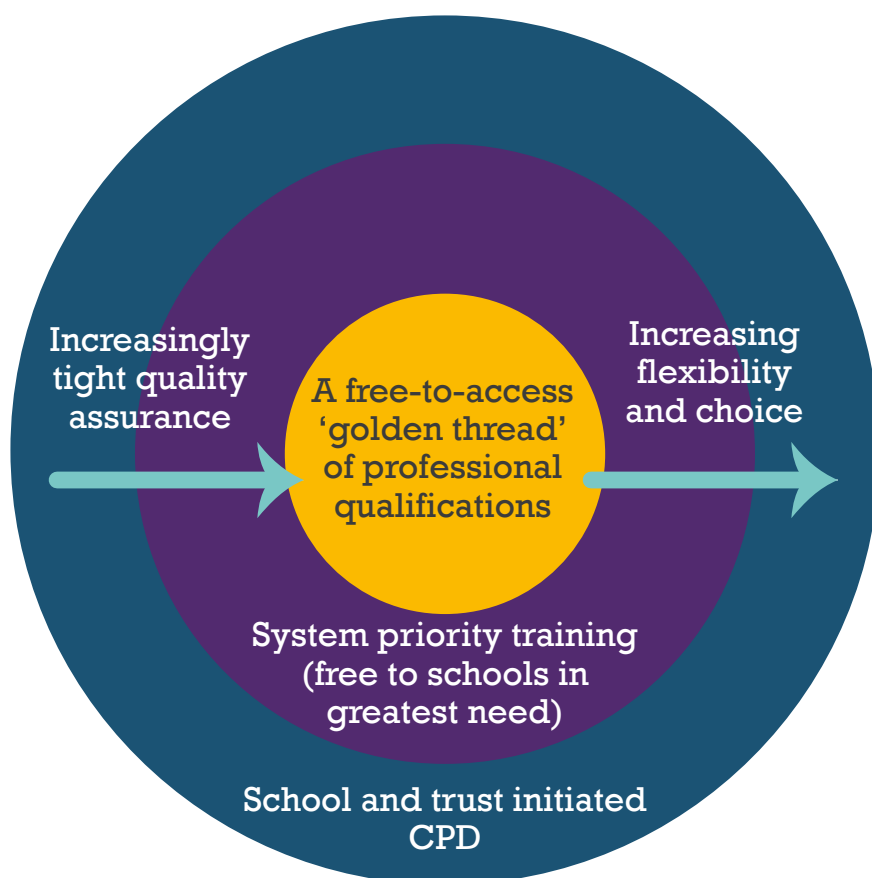 Increasingly
tight quality
assurance
A free-to-access
‘golden thread’
of professional
qualifications
Increasing
flexibility
and choice
System priority training
(free to schools in
greatest need)
School and trust initiated
CPD